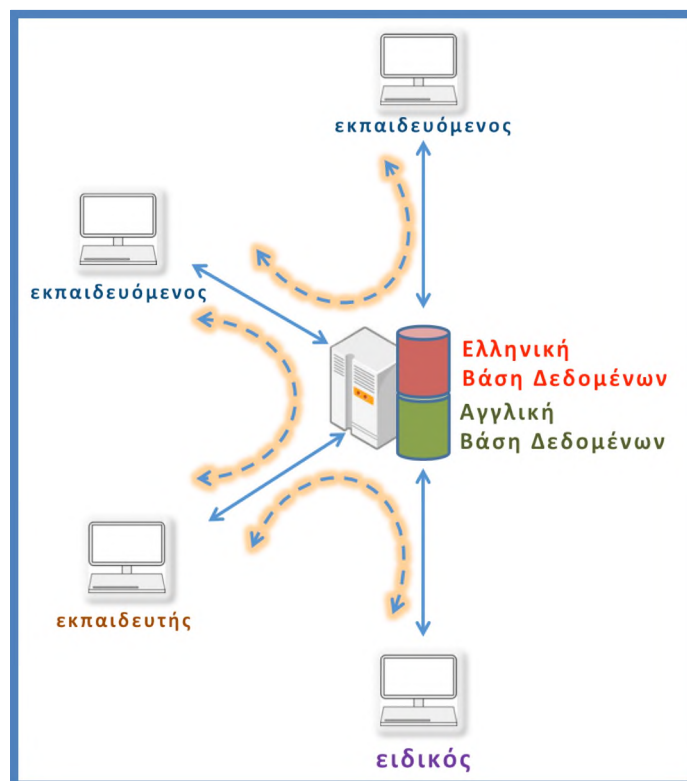 εκπαιδευόμενος
εκπαιδευόμενος
Ελληνική
Βάση Δεδομένων
Αγγλική
Βάση Δεδομένων
εκπαιδευτής
ειδικός